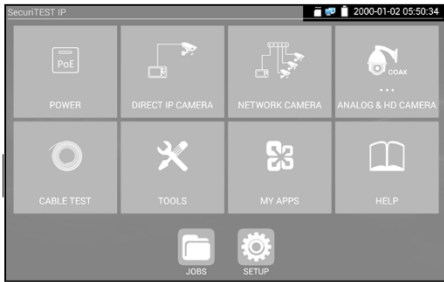 SecuriTEST IP
2000-01-02 05:50:34
PoE
COAX
POWER
DIRECT IP CAMERA
NETWORK CAMERA
ANALOG & HD CAMERA
CABLE TEST
TOOLS
MY APPS
HELP
JOBS
SETUP